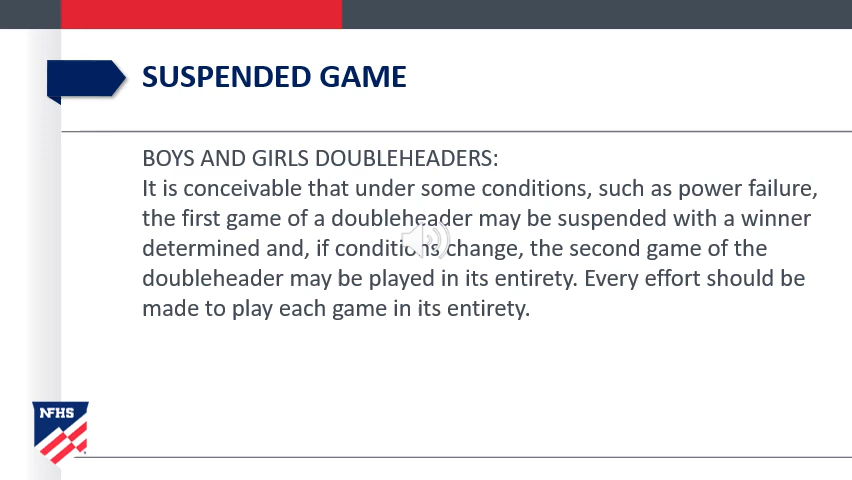 SUSPENDED GAME
BOYS AND GIRLS DOUBLEHEADERS:
It is conceivable that under some conditions, such as power failure,
the first game of a doubleheader may be suspended with a winner
determined and, if conditions change, the second game of the
doubleheader may be played in its entirety. Every effort should be
made to play each game in its entirety.
NFHS